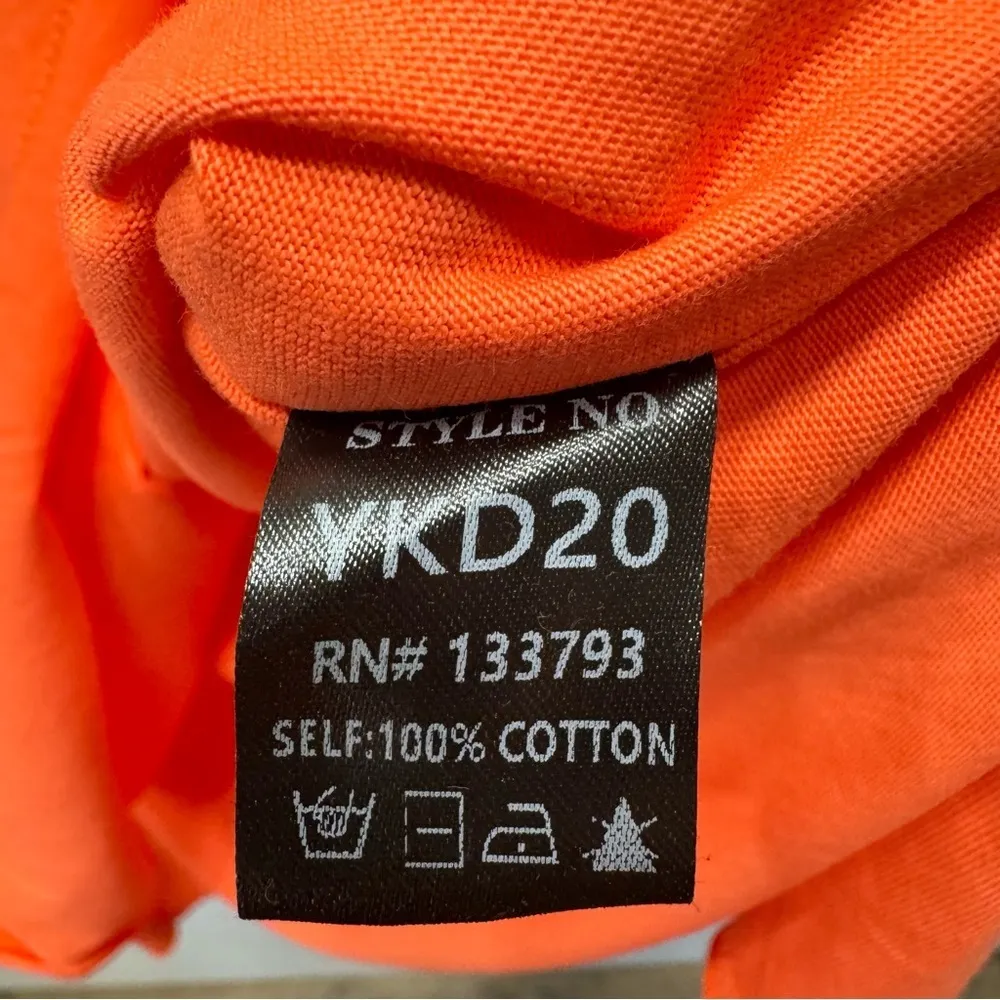 STYLE NO
YKD20
RN# 133793
SELF:100% COTTON